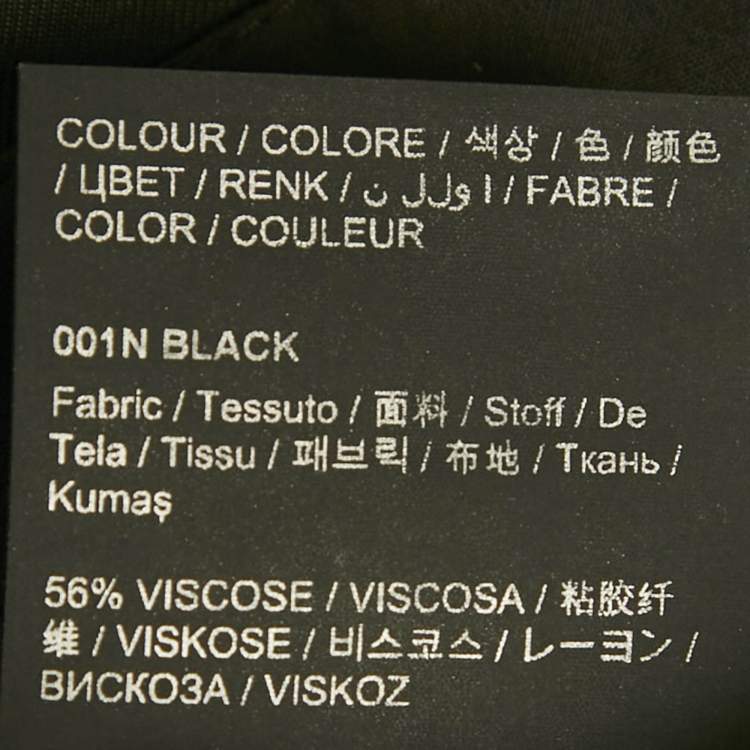 COLOUR / COLORE / 색상 / 色 / 颜色
/ ЦВЕТ / RENK / ن وللا / FABRE /
COLOR / COULEUR
001N BLACK
Fabric / Tessuto / 面料 / Stoff / De
Tela / Tissu / 패브릭 / 布地 / Ткань /
Kumaş
56% VISCOSE / VISCOSA / 粘胶纤
维 / VISKOSE / 비스코스 / レーヨン /
ВИСКОЗА / VISKOZ